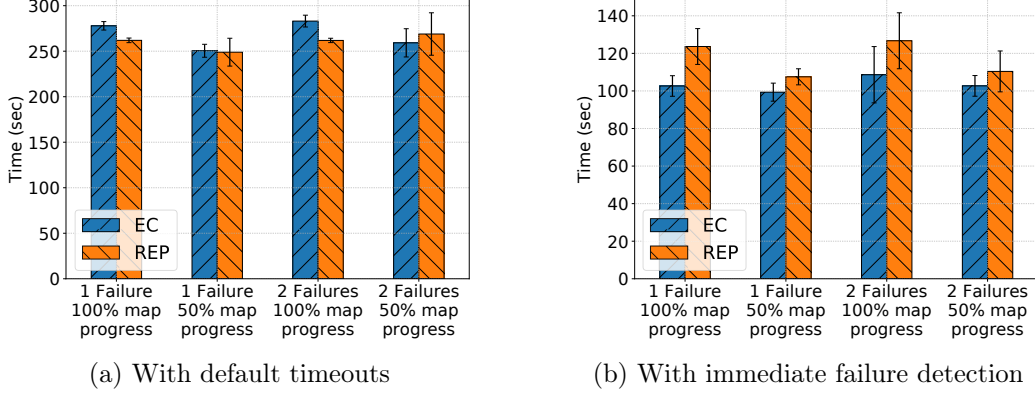 300
250
200
150
100
50
0
Time (sec)
EC
REP
1 Failure
100% map
progress
1 Failure
50% map
progress
2 Failures
100% map
progress
2 Failures
50% map
progress
(a) With default timeouts
140
120
100
80
60
40
20
0
Time (sec)
EC
REP
1 Failure
100% map
progress
1 Failure
50% map
progress
2 Failures
100% map
progress
2 Failures
50% map
progress
(b) With immediate failure detection